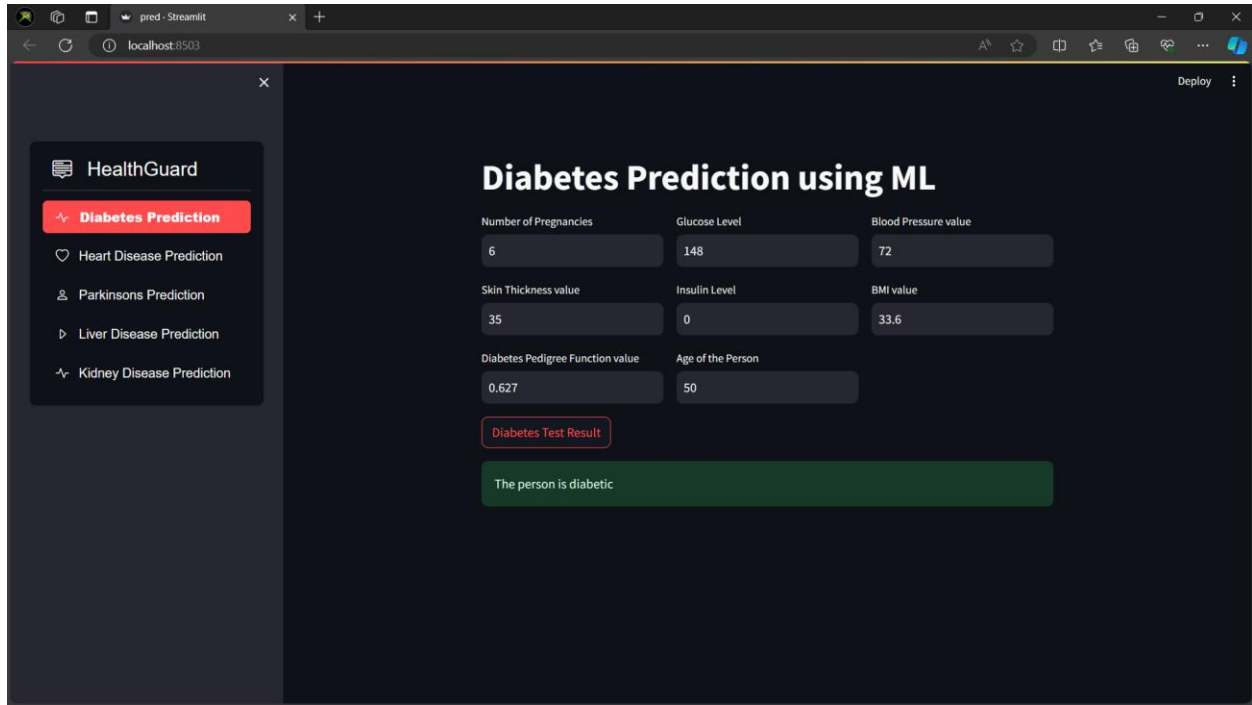 pred - Streamlit
localhost:8503
Deploy
HealthGuard
Diabetes Prediction
Heart Disease Prediction
Parkinsons Prediction
Liver Disease Prediction
Kidney Disease Prediction
Diabetes Prediction using ML
Number of Pregnancies Glucose Level Blood Pressure value
6 148 72
Skin Thickness value Insulin Level BMI value
35 0 33.6
Diabetes Pedigree Function value Age of the Person
0.627 50
Diabetes Test Result
The person is diabetic